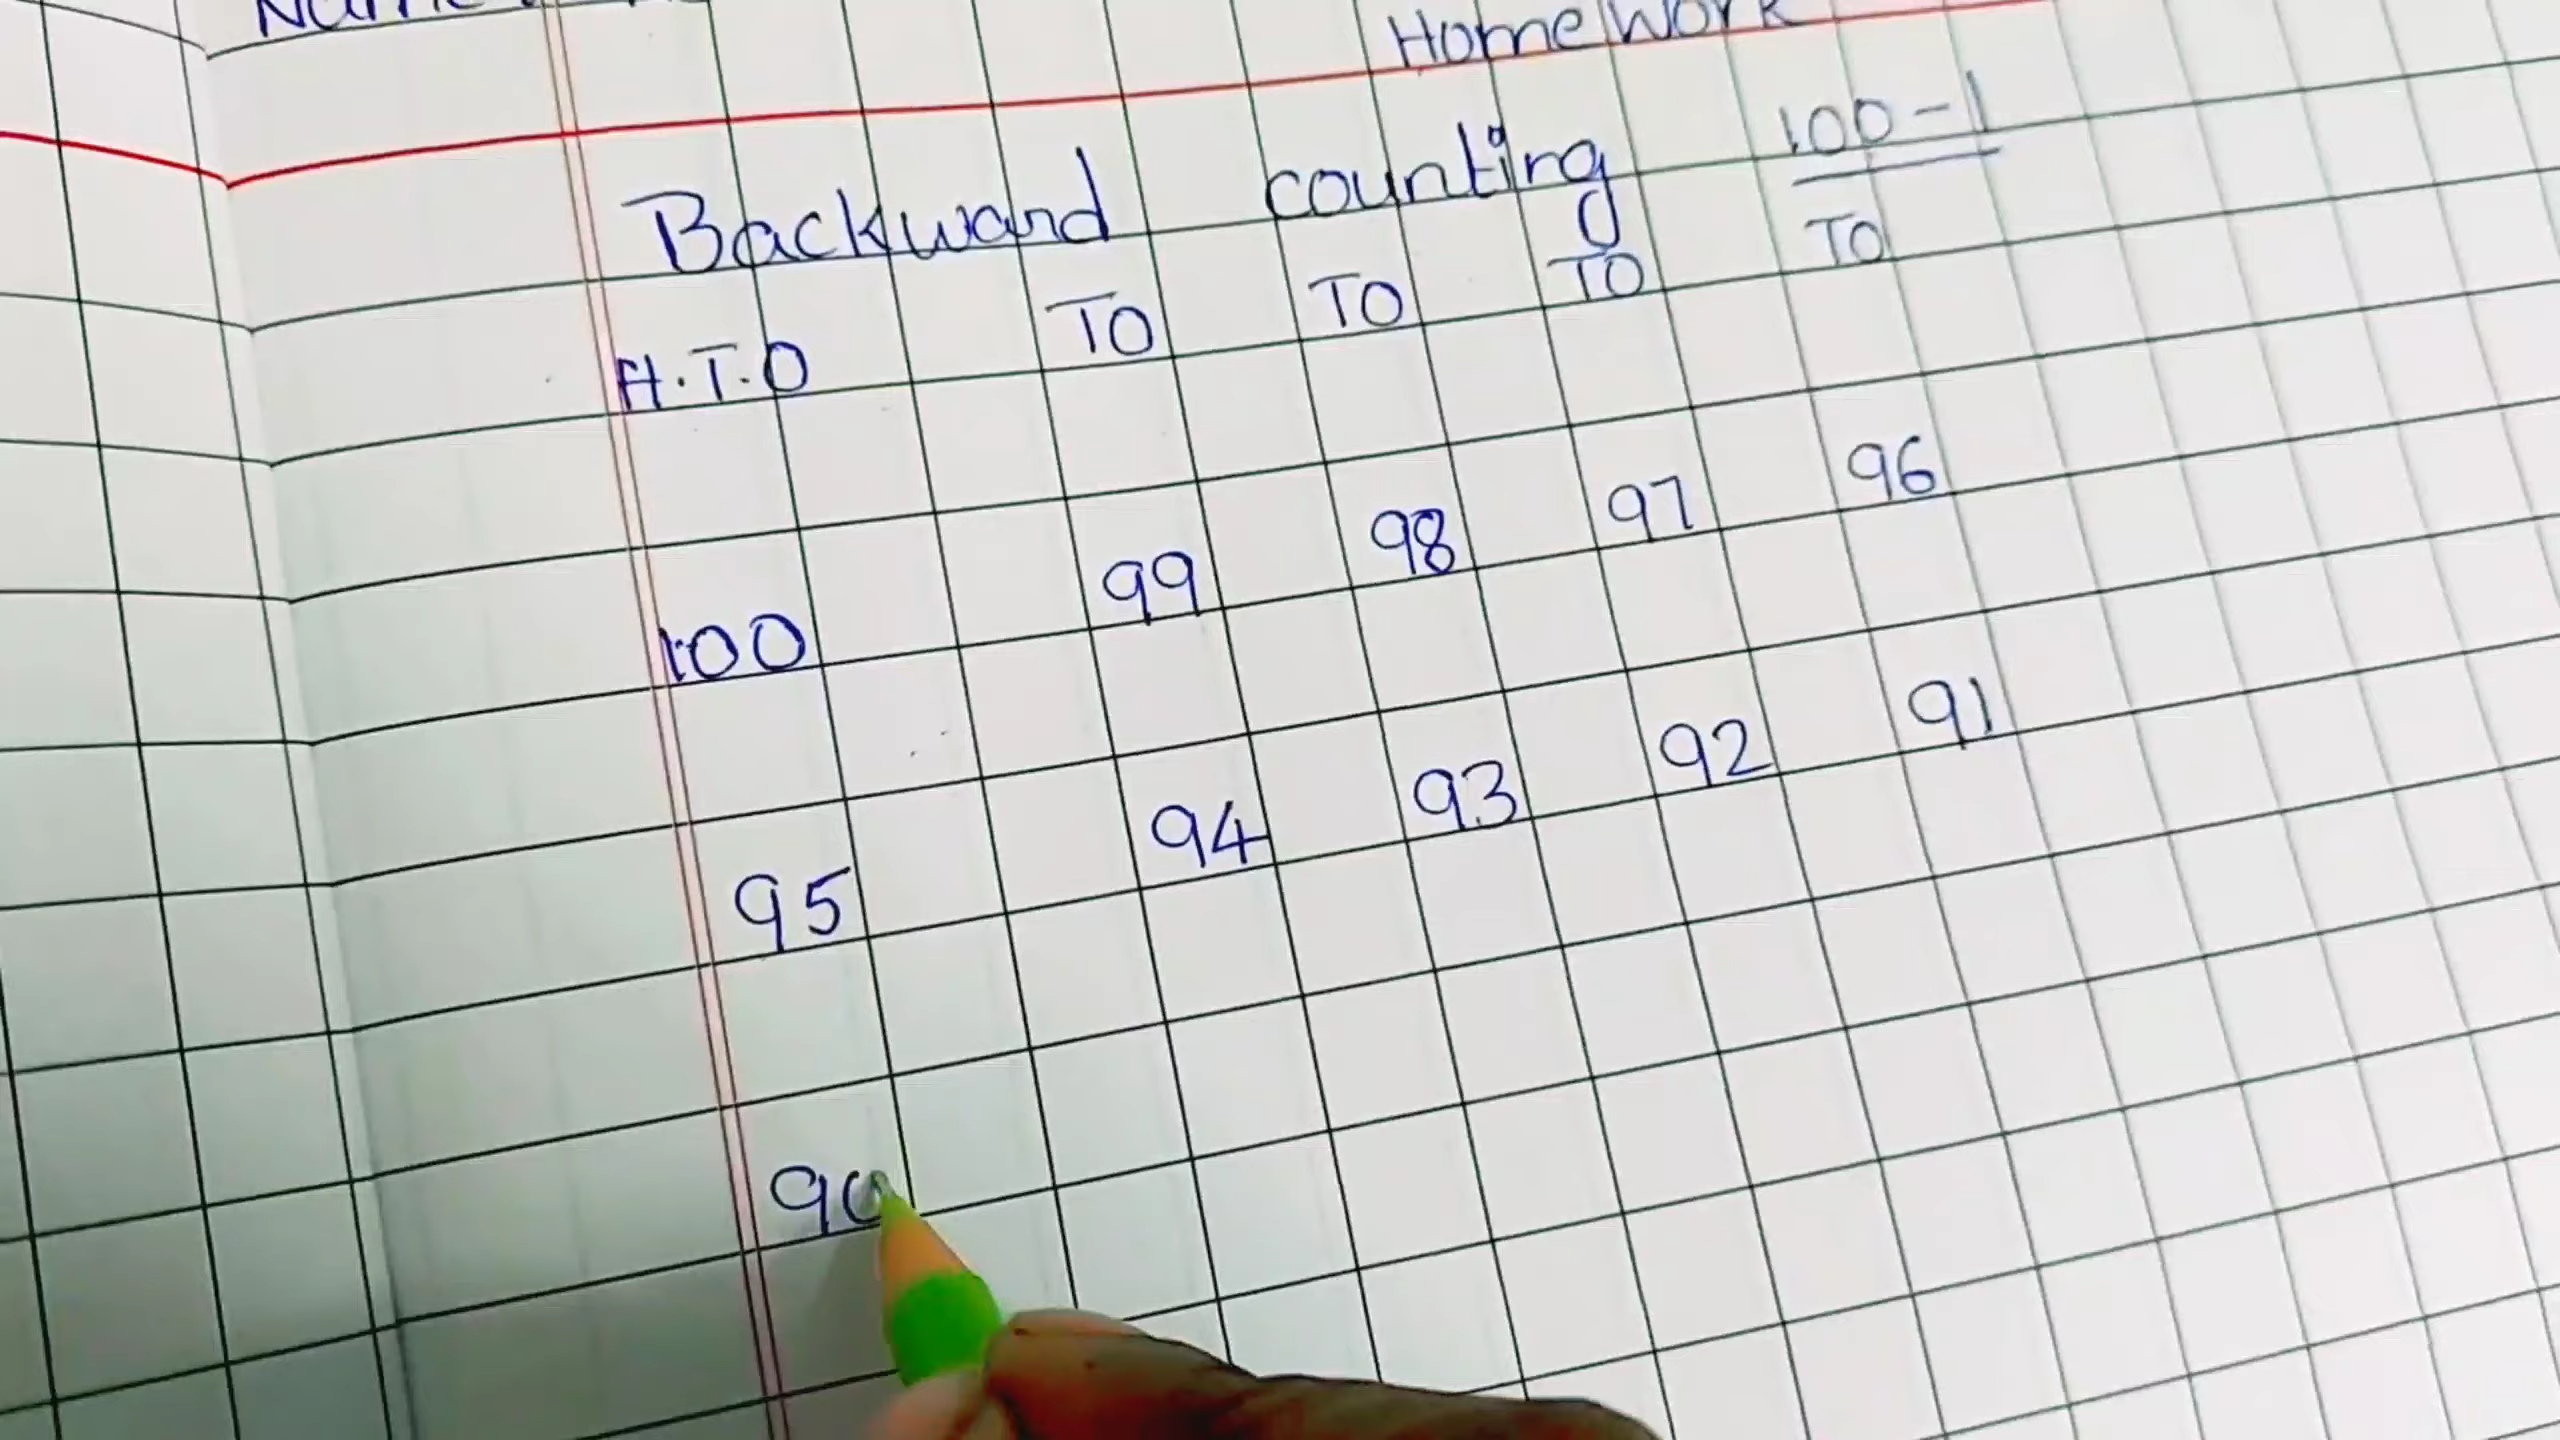 Name
Home Work
Backward counting 100-1
H.T.O TO TO TO TO
100 99 98 97 96
95 94 93 92 91
90